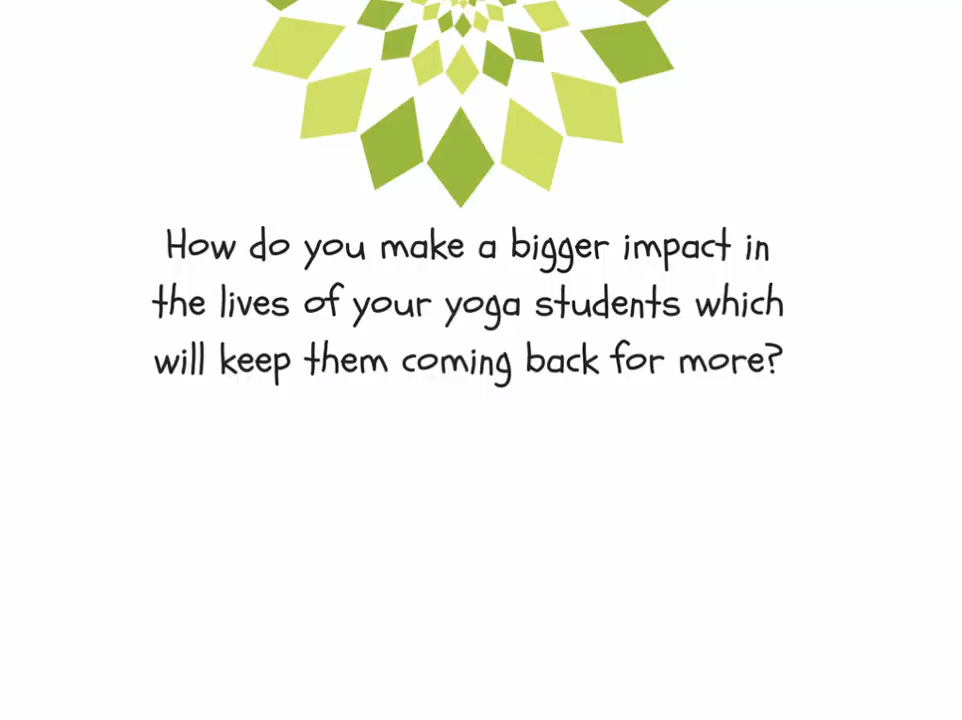 How do you make a bigger impact in
the lives of your yoga students which
will keep them coming back for more?